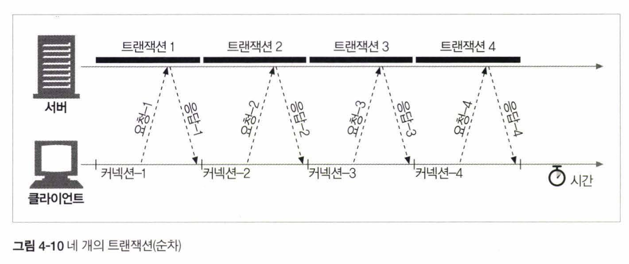 트랜잭션 1 트랜잭션 2 트랜잭션 3 트랜잭션 4
서버
요청-1 응답-1 요청-2 응답-2 요청-3 응답-3 요청-4 응답-4
커넥션-1 커넥션-2 커넥션-3 커넥션-4
시간
클라이언트
그림 4-10 네 개의 트랜잭션(순차)